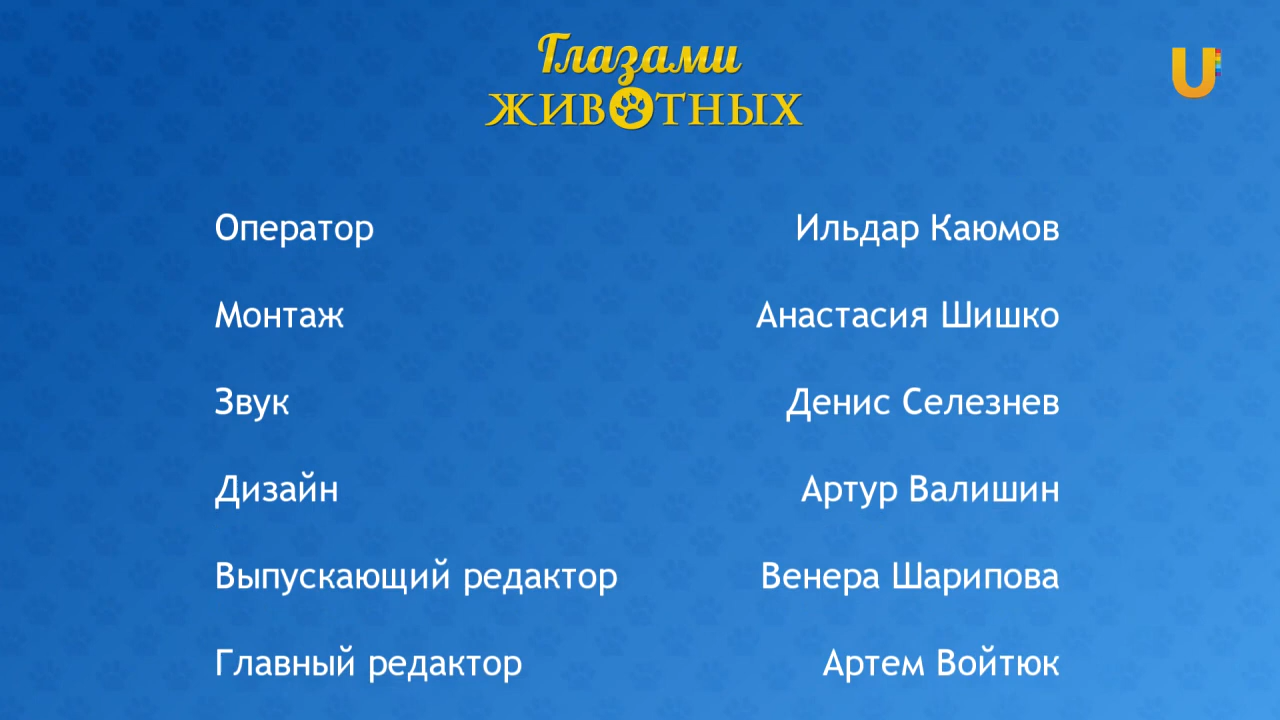 Глазами
ЖИВОТНЫХ
U
Оператор Ильдар Каюмов
Монтаж Анастасия Шишко
Звук Денис Селезнев
Дизайн Артур Валишин
Выпускающий редактор Венера Шарипова
Главный редактор Артем Войтюк